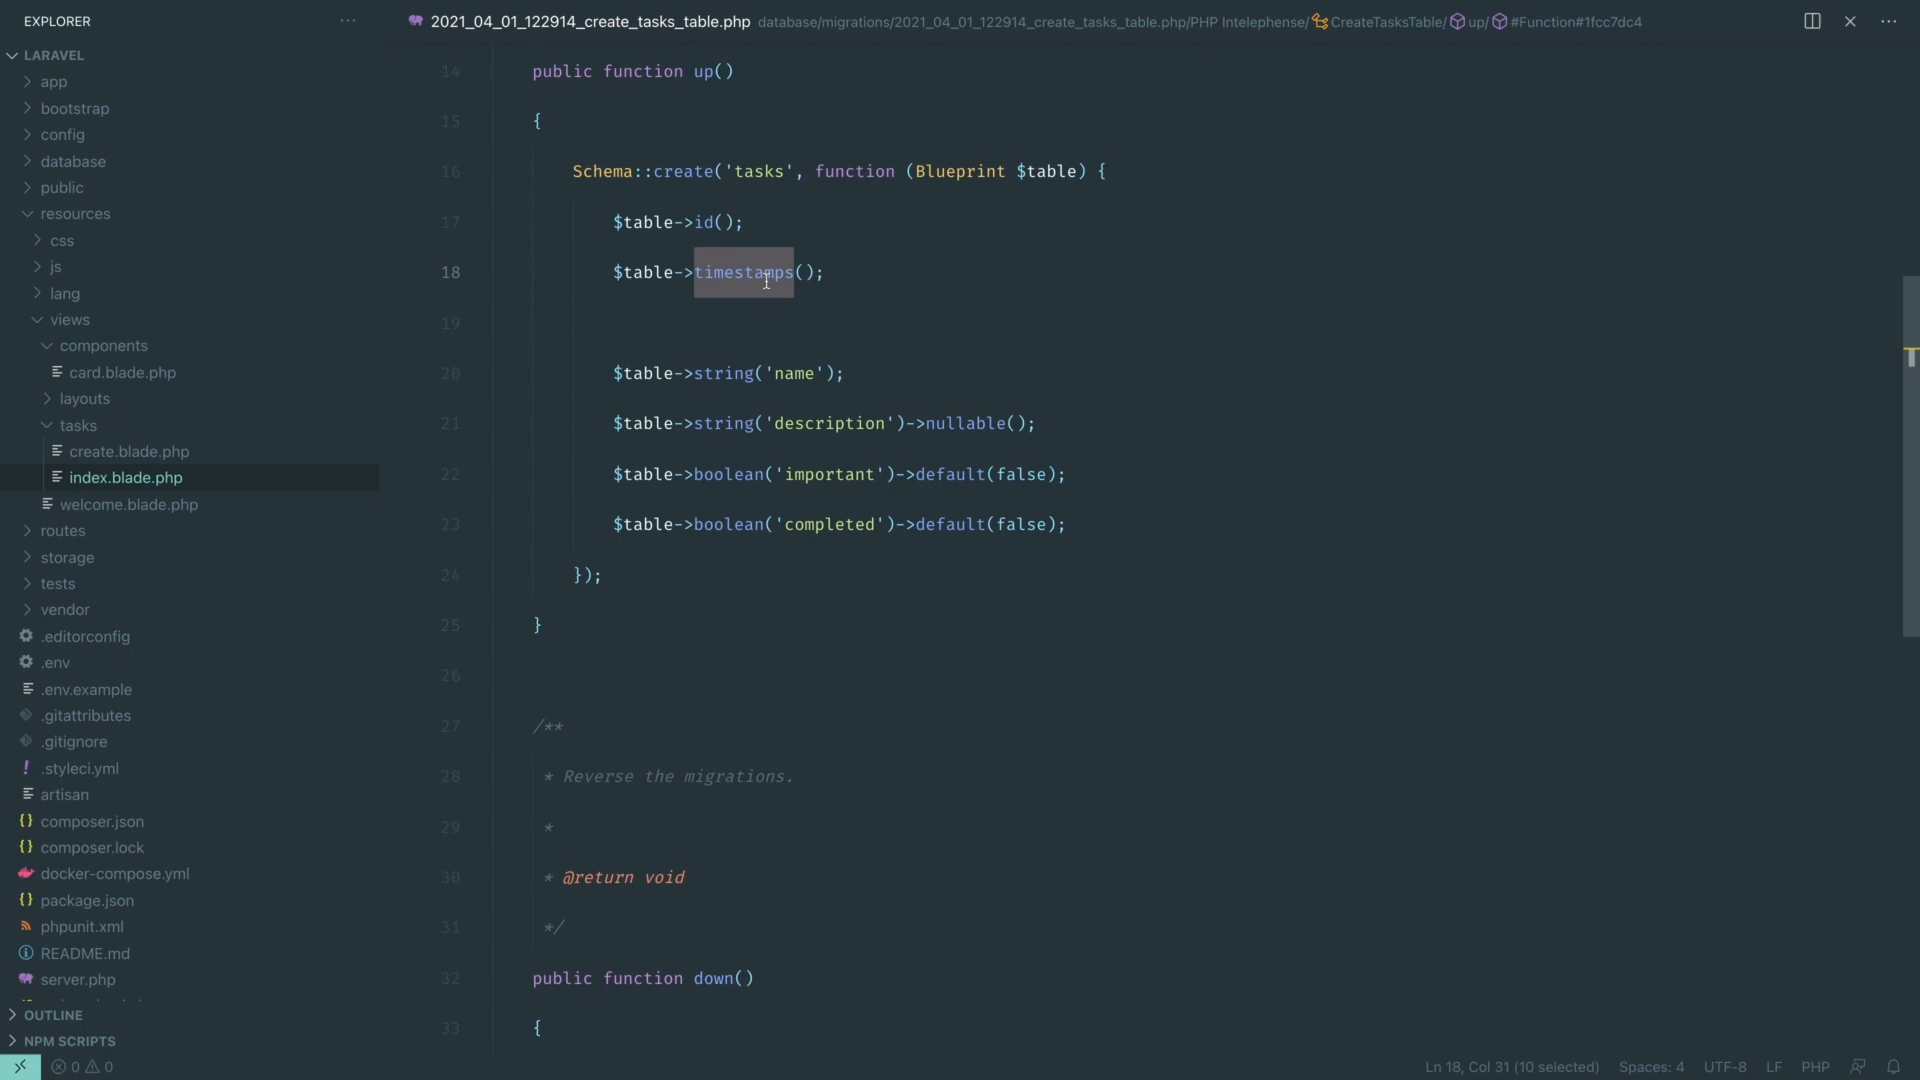 EXPLORER
···
2021_04_01_122914_create_tasks_table.php database/migrations/2021_04_01_122914_create_tasks_table.php/PHP Intelephense/ CreateTasksTable/ up/ #Function#1fcc7dc4
···
LARAVEL
app
bootstrap
config
database
public
resources
css
js
lang
views
components
card.blade.php
layouts
tasks
create.blade.php
index.blade.php
welcome.blade.php
routes
storage
tests
vendor
.editorconfig
.env
.env.example
.gitattributes
.gitignore
! .styleci.yml
artisan
{} composer.json
{} composer.lock
docker-compose.yml
{} package.json
phpunit.xml
README.md
server.php
OUTLINE
NPM SCRIPTS
14 public function up()
15 {
16 Schema::create('tasks', function (Blueprint $table) {
17 $table->id();
18 $table->timestamps();
19
20 $table->string('name');
21 $table->string('description')->nullable();
22 $table->boolean('important')->default(false);
23 $table->boolean('completed')->default(false);
24 });
25 }
26
27 /**
28 * Reverse the migrations.
29 *
30 * @return void
31 */
32 public function down()
33 {
0 0
Ln 18, Col 31 (10 selected) Spaces: 4 UTF-8 LF PHP